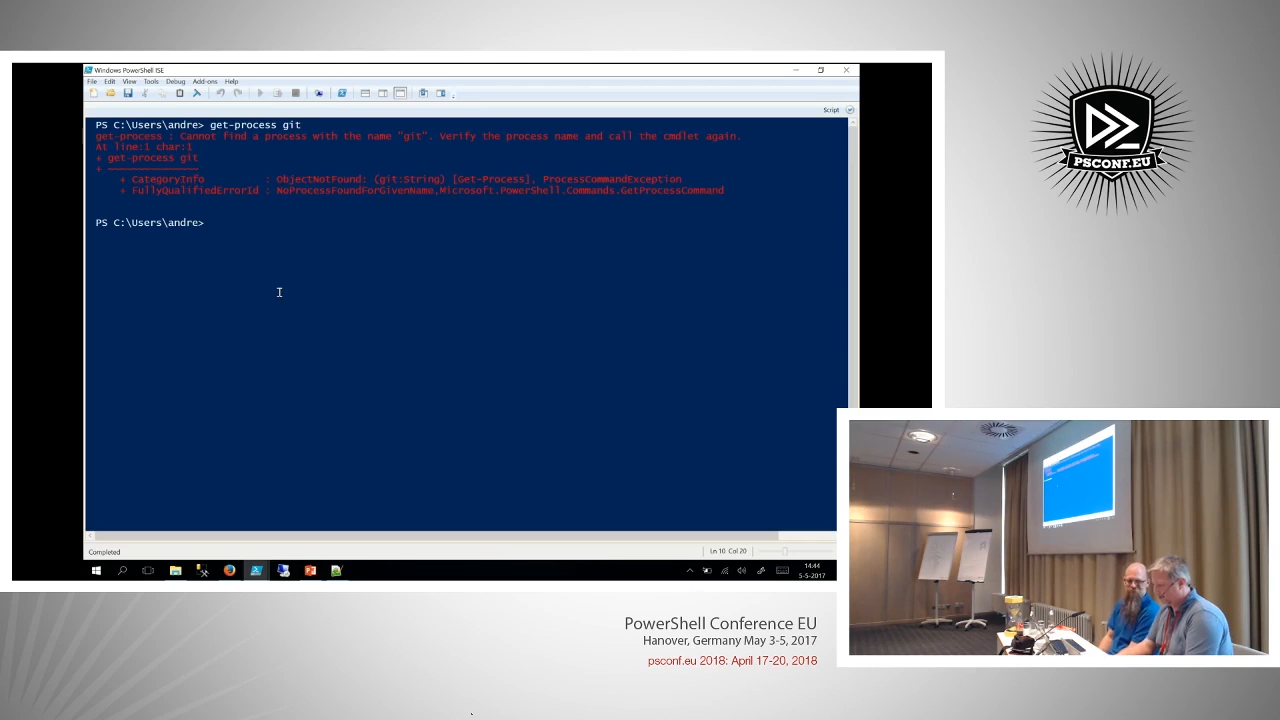 Windows PowerShell ISE
File Edit View Tools Debug Add-ons Help
Script
PS C:\Users\andre> get-process git
get-process : Cannot find a process with the name "git". Verify the process name and call the cmdlet again.
At line:1 char:1
+ get-process git
+ ~~~~~~~~~~~~~~~
+ CategoryInfo : ObjectNotFound: (git:String) [Get-Process], ProcessCommandException
+ FullyQualifiedErrorId : NoProcessFoundForGivenName,Microsoft.PowerShell.Commands.GetProcessCommand
PS C:\Users\andre>
Completed
Ln 10 Col 20
14:44
5-5-2017
PSCONF.EU
PowerShell Conference EU
Hanover, Germany May 3-5, 2017
psconf.eu 2018: April 17-20, 2018